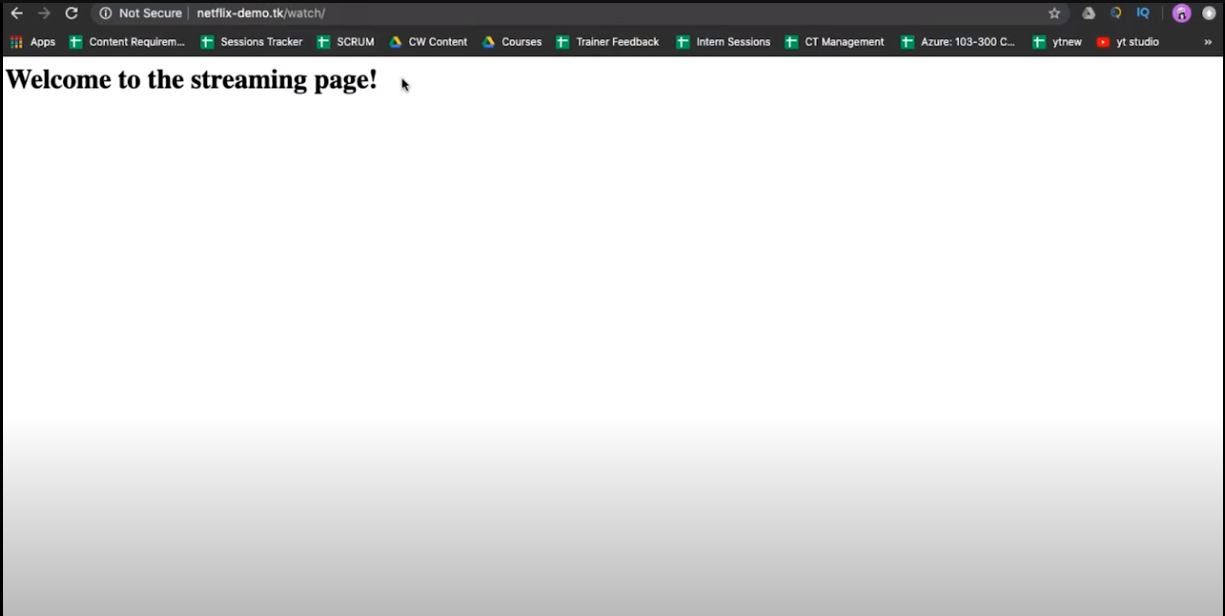 Not Secure netflix-demo.tk/watch/ IQ
Apps Content Requirem... Sessions Tracker SCRUM CW Content Courses Trainer Feedback Intern Sessions CT Management Azure: 103-300 C... ytnew yt studio »
Welcome to the streaming page!